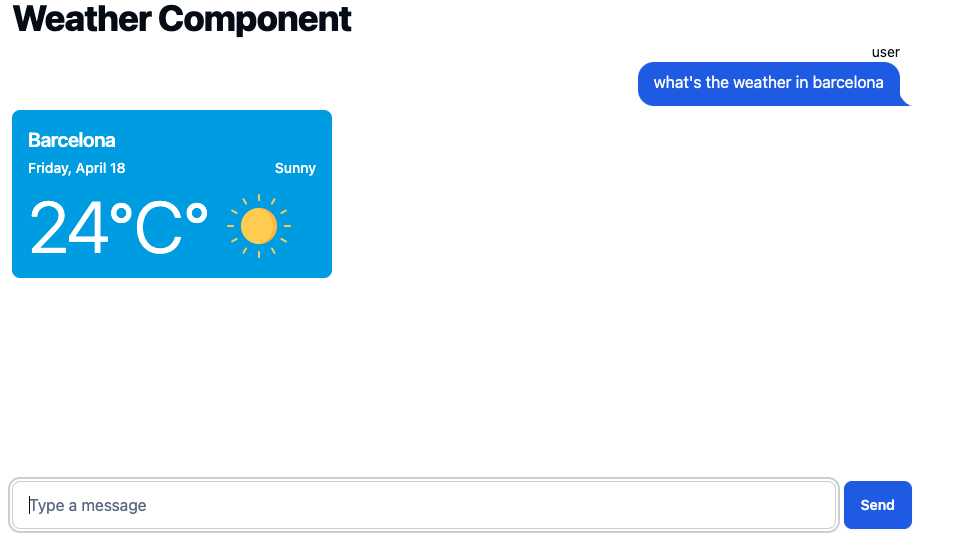 Weather Component
user
what's the weather in barcelona
Barcelona
Friday, April 18 Sunny
24°C°
Type a message
Send